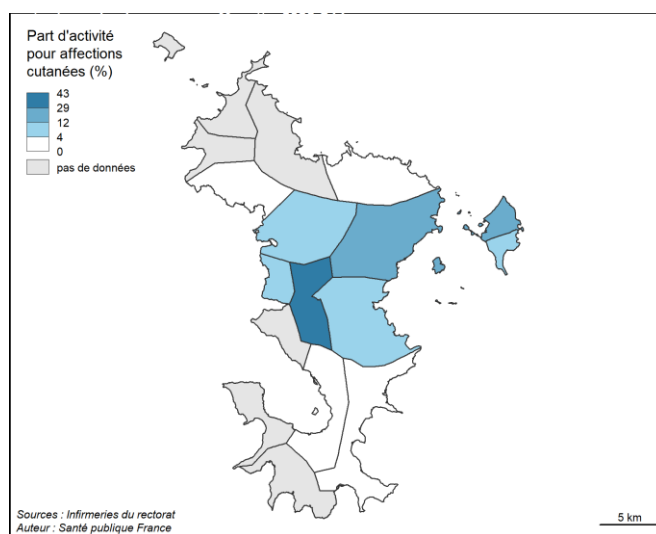 Part d'activité
pour affections
cutanées (%)
43
29
12
4
0
pas de données
Sources : Infirmeries du rectorat
Auteur : Santé publique France
5 km